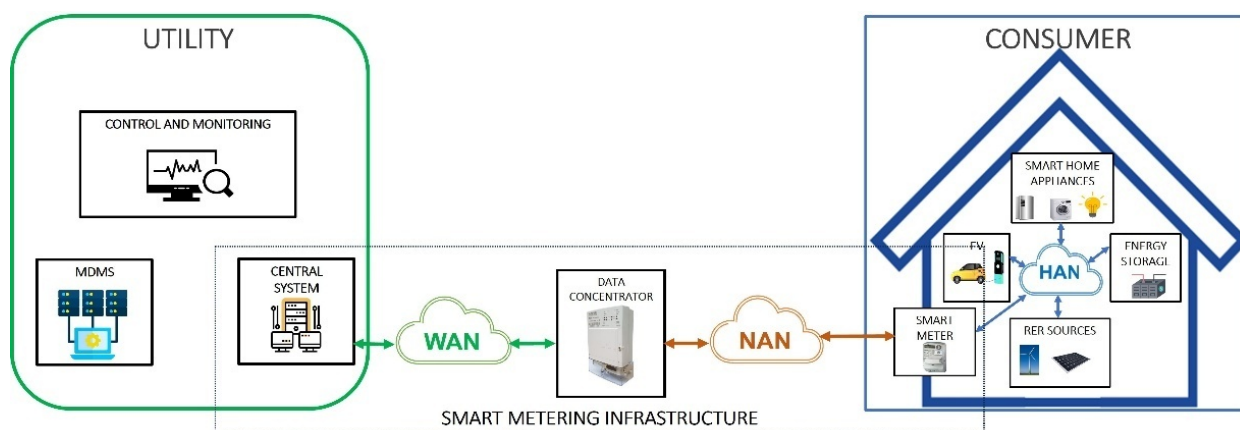 UTILITY
CONSUMER
CONTROL AND MONITORING
SMART HOME
APPLIANCES
MDMS
CENTRAL
SYSTEM
DATA
CONCENTRATOR
EV
HAN
ENERGY
STORAGE
WAN
NAN
SMART
METER
RER SOURCES
SMART METERING INFRASTRUCTURE